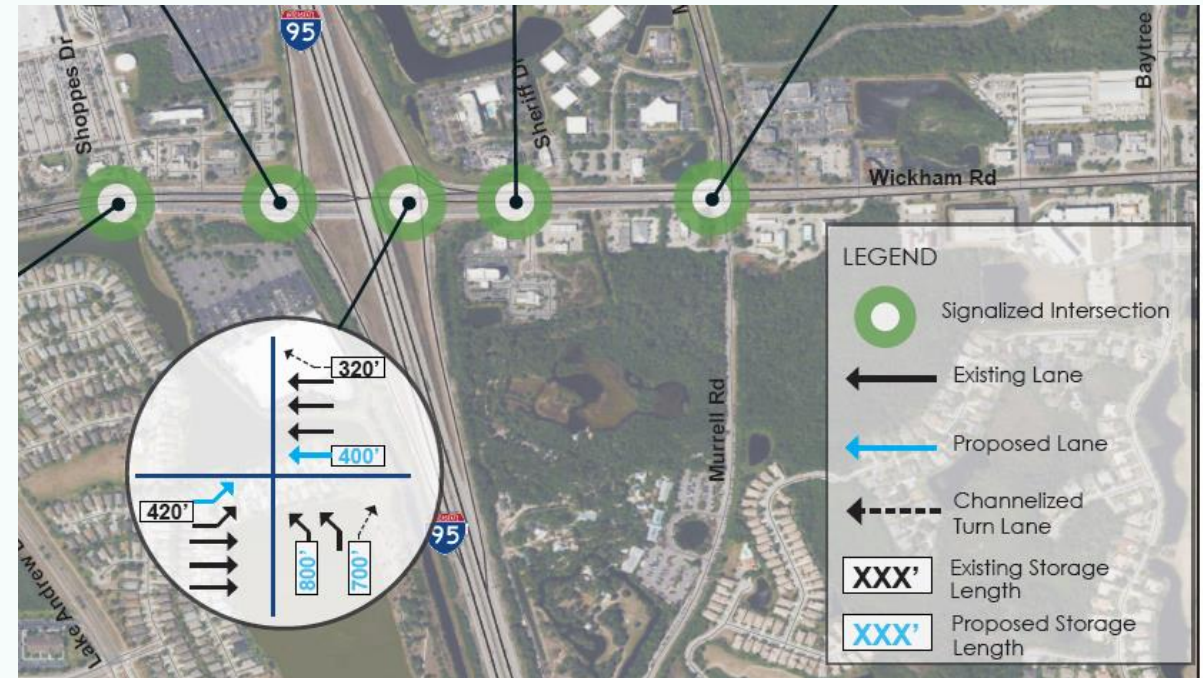 95
Shoppes Dr
Sheriff Dr
M
Baytree
Wickham Rd
LEGEND
Signalized Intersection
Existing Lane
Proposed Lane
Channelized
Turn Lane
XXX' Existing Storage
Length
XXX' Proposed Storage
Length
320'
400'
420'
800'
700'
95
Murrell Rd
Lake Andrew D